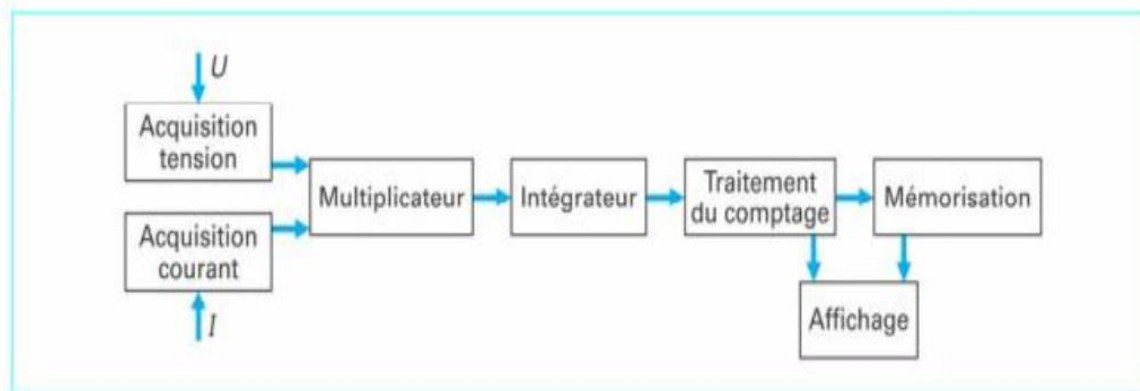 U
Acquisition
tension
Multiplicateur
Intégrateur
Traitement
du comptage
Mémorisation
Acquisition
courant
I
Affichage